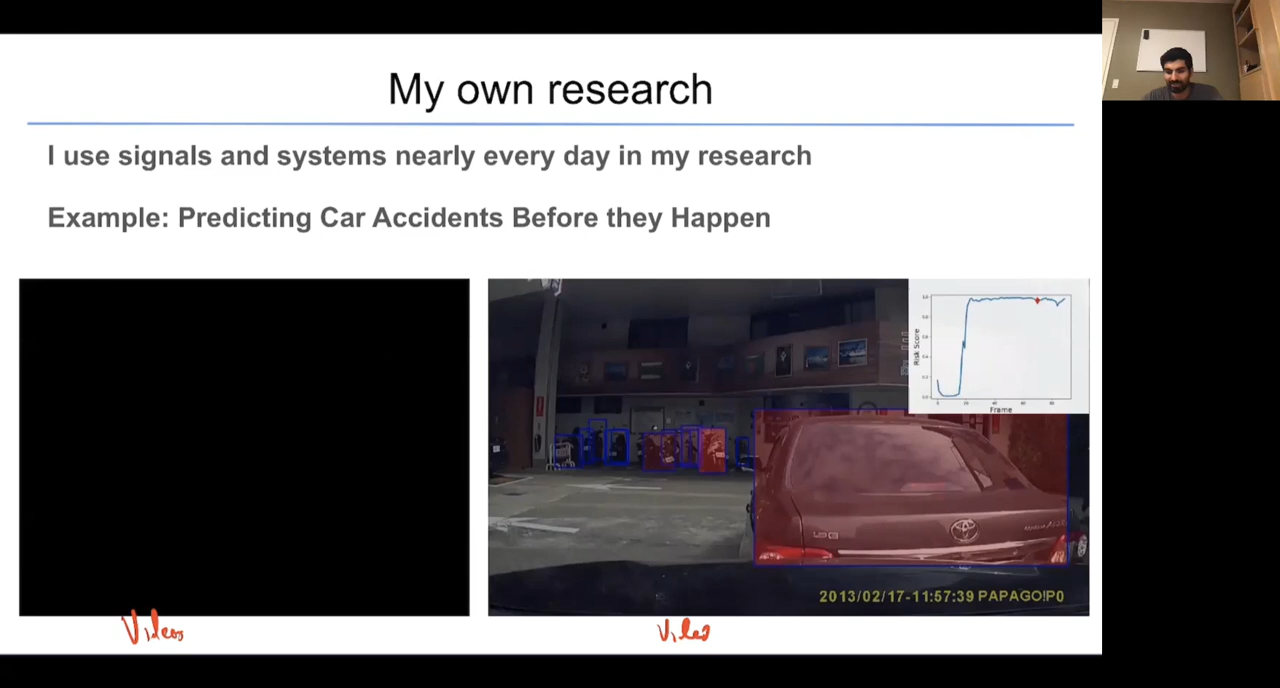 My own research
I use signals and systems nearly every day in my research
Example: Predicting Car Accidents Before they Happen
Risk Score
Frame
2013/02/17-11:57:39 PAPAGO!P0
Videos
Video